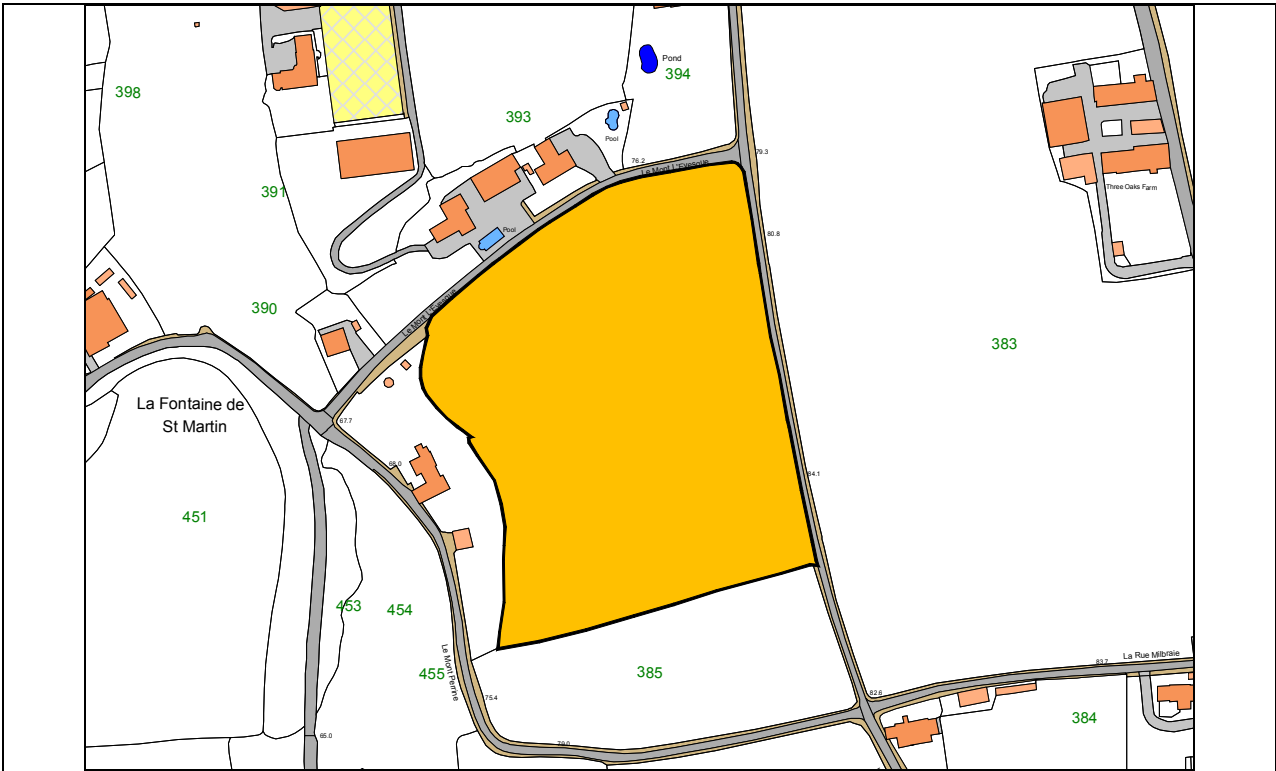 Pond
394
398
393
Pool
79.3
76.2
Le Mont L'Evesque
391
Three Oaks Farm
Pool
80.8
390
Le Mont L'Evesque
383
La Fontaine de
St Martin
67.7
68.0
84.1
451
453
454
Le Mont Perrine
455
385
La Rue Milbraie
83.7
75.4
82.6
384
65.0
79.0